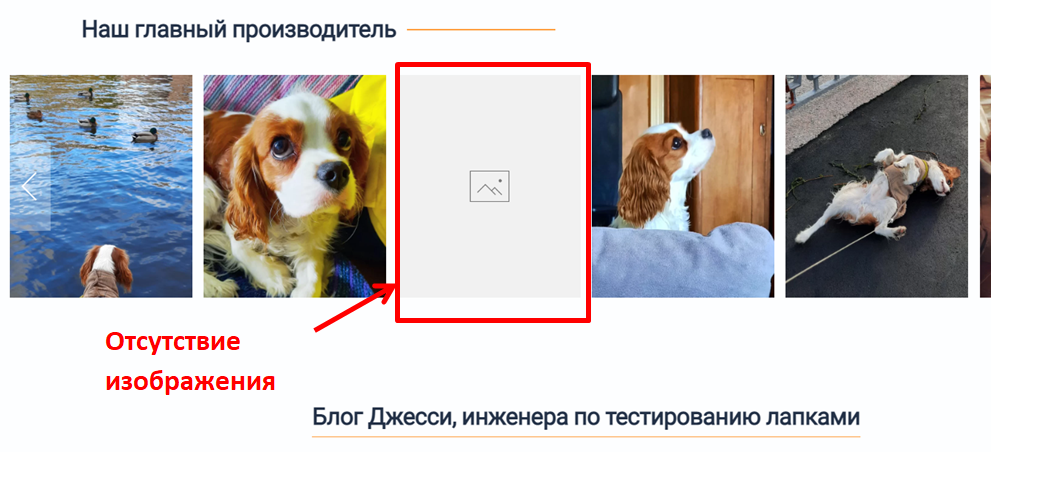 Наш главный производитель
Отсутствие
изображения
Блог Джесси, инженера по тестированию лапками